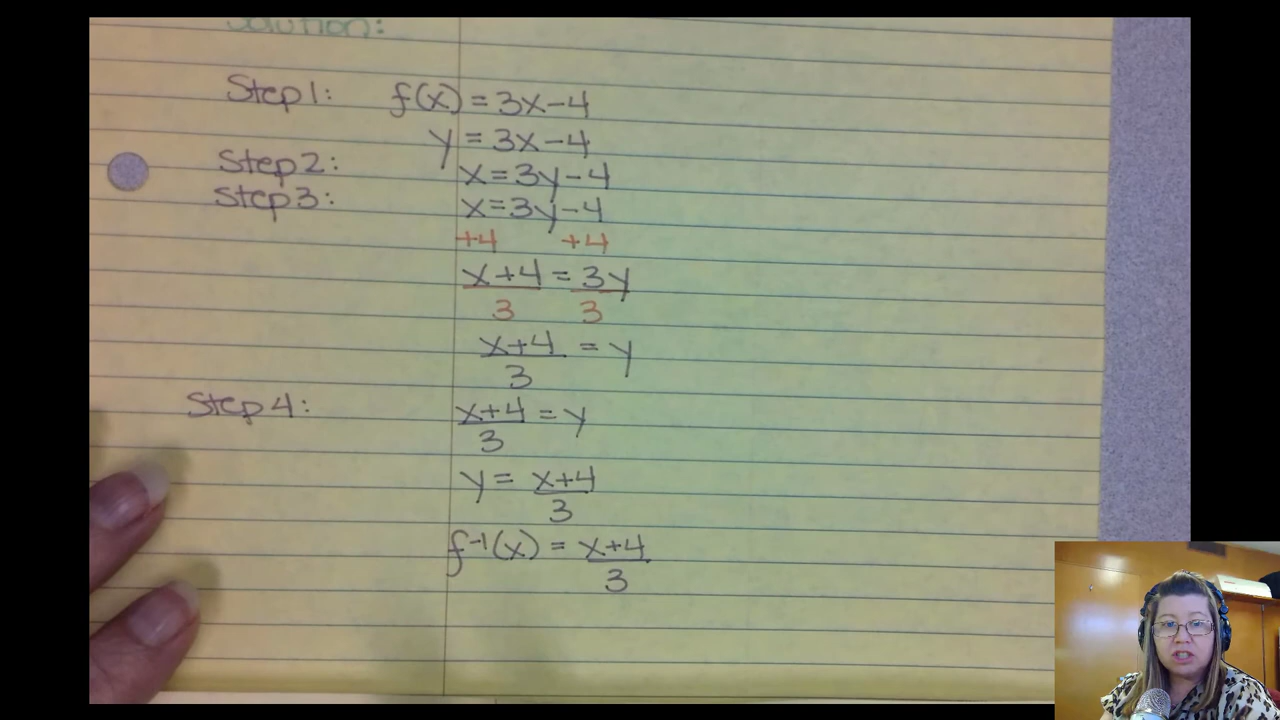 Solution:
Step 1: f(x) = 3x-4
y = 3x-4
Step 2: x=3y-4
Step 3: x=3y-4
+4 +4
x+4 = 3y
3 3
x+4 = y
3
Step 4: x+4 = y
3
y = x+4
3
f⁻¹(x) = x+4
3